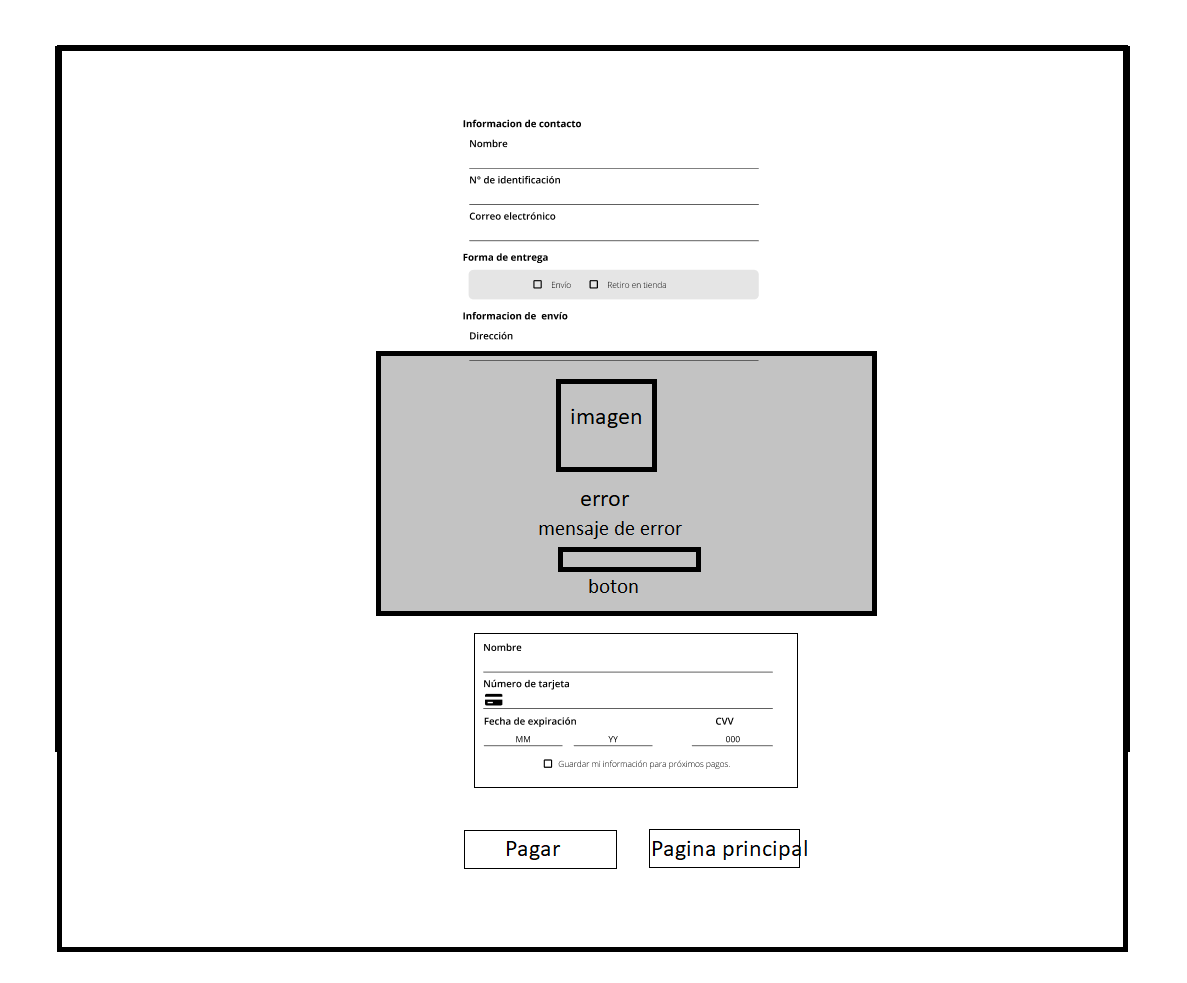 Informacion de contacto
Nombre
N° de identificación
Correo electrónico
Forma de entrega
Envío Retiro en tienda
Informacion de envío
Dirección
imagen
error
mensaje de error
boton
Nombre
Número de tarjeta
Fecha de expiración CVV
MM YY 000
Guardar mi información para próximos pagos.
Pagar Pagina principal